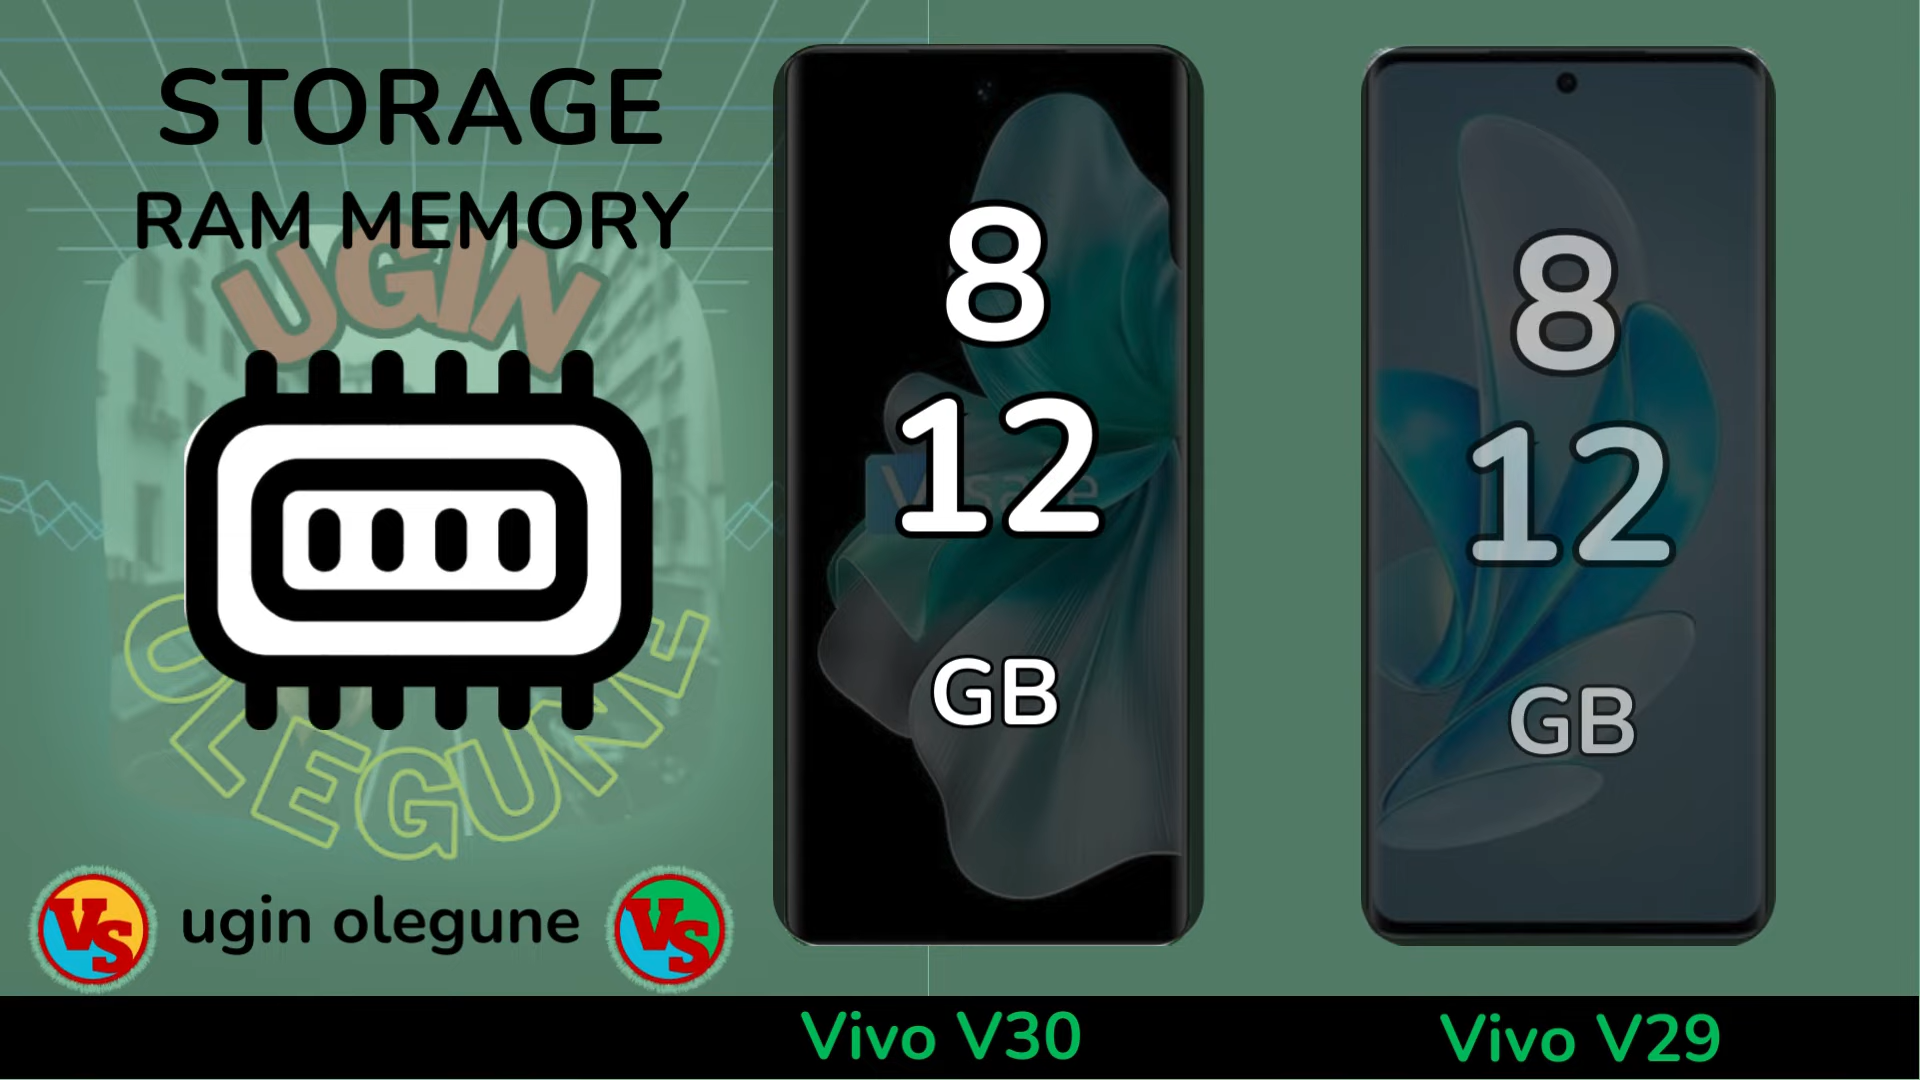 STORAGE
RAM MEMORY
UGIN
OLEGUNE
VS
ugin olegune
VS
8
12
GB
8
12
GB
Vivo V30
Vivo V29